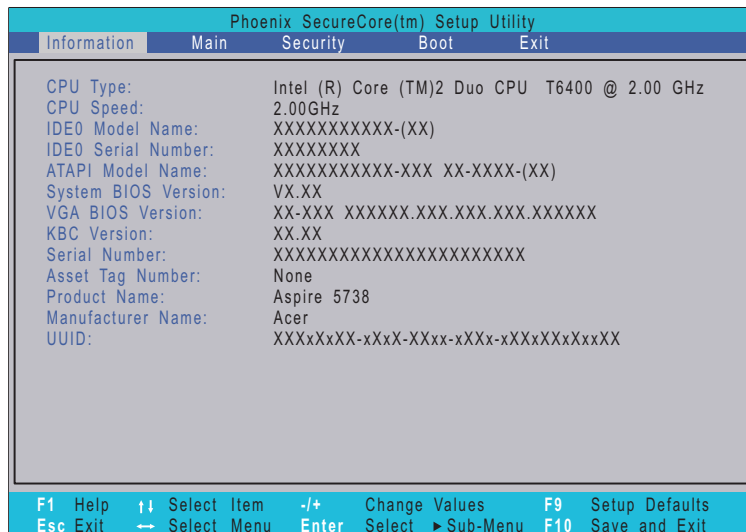 Phoenix SecureCore(tm) Setup Utility
Information Main Security Boot Exit
CPU Type: Intel (R) Core (TM)2 Duo CPU T6400 @ 2.00 GHz
CPU Speed: 2.00GHz
IDE0 Model Name: XXXXXXXXXXX-(XX)
IDE0 Serial Number: XXXXXXXX
ATAPI Model Name: XXXXXXXXXXX-XXX XX-XXXX-(XX)
System BIOS Version: VX.XX
VGA BIOS Version: XX-XXX XXXXXX.XXX.XXX.XXX.XXXXXX
KBC Version: XX.XX
Serial Number: XXXXXXXXXXXXXXXXXXXXXXX
Asset Tag Number: None
Product Name: Aspire 5738
Manufacturer Name: Acer
UUID: XXXxXxXX-xXxX-XXxx-xXXx-xXXxXXxXxxXX
F1 Help ↑↓ Select Item -/+ Change Values F9 Setup Defaults
Esc Exit ↔ Select Menu Enter Select ►Sub-Menu F10 Save and Exit